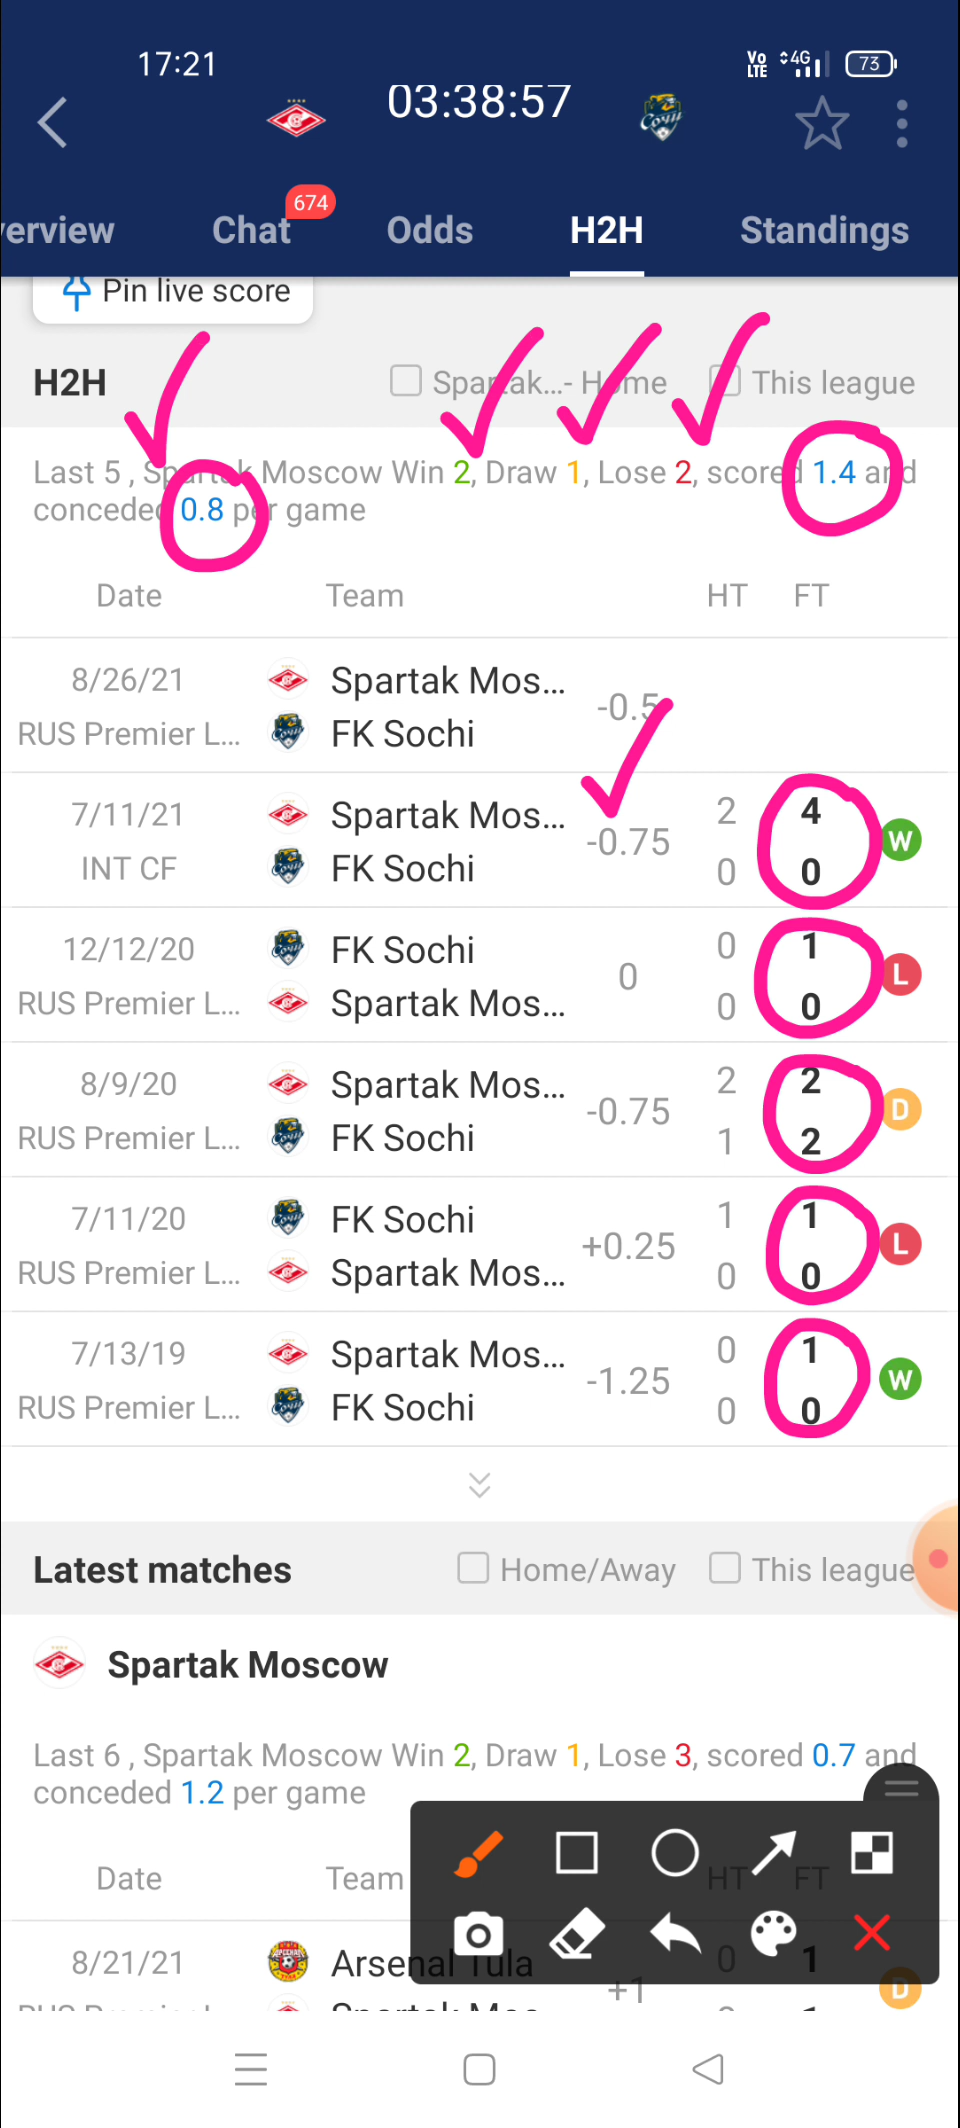 17:21
Vo LTE 4G 73
03:38:57
verview Chat 674 Odds H2H Standings
Pin live score
H2H Spartak...- Home This league
Last 5 , Spartak Moscow Win 2, Draw 1, Lose 2, scored 1.4 and
conceded 0.8 per game
Date Team HT FT
8/26/21 Spartak Mos...
-0.5
RUS Premier L... FK Sochi
7/11/21 Spartak Mos... 2 4
-0.75 W
INT CF FK Sochi 0 0
12/12/20 FK Sochi 0 1
0 L
RUS Premier L... Spartak Mos... 0 0
8/9/20 Spartak Mos... 2 2
-0.75 D
RUS Premier L... FK Sochi 1 2
7/11/20 FK Sochi 1 1
+0.25 L
RUS Premier L... Spartak Mos... 0 0
7/13/19 Spartak Mos... 0 1
-1.25 W
RUS Premier L... FK Sochi 0 0
Latest matches Home/Away This league
Spartak Moscow
Last 6 , Spartak Moscow Win 2, Draw 1, Lose 3, scored 0.7 and
conceded 1.2 per game
Date Team HT FT
8/21/21 Arsenal Tula 0 1
+1 D